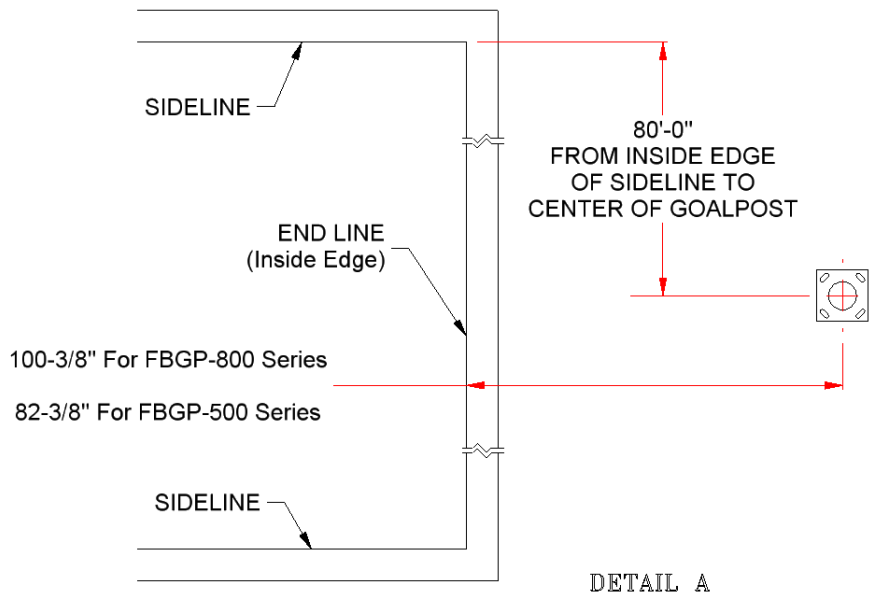 SIDELINE
80'-0"
FROM INSIDE EDGE
OF SIDELINE TO
CENTER OF GOALPOST
END LINE
(Inside Edge)
100-3/8" For FBGP-800 Series
82-3/8" For FBGP-500 Series
SIDELINE
DETAIL A